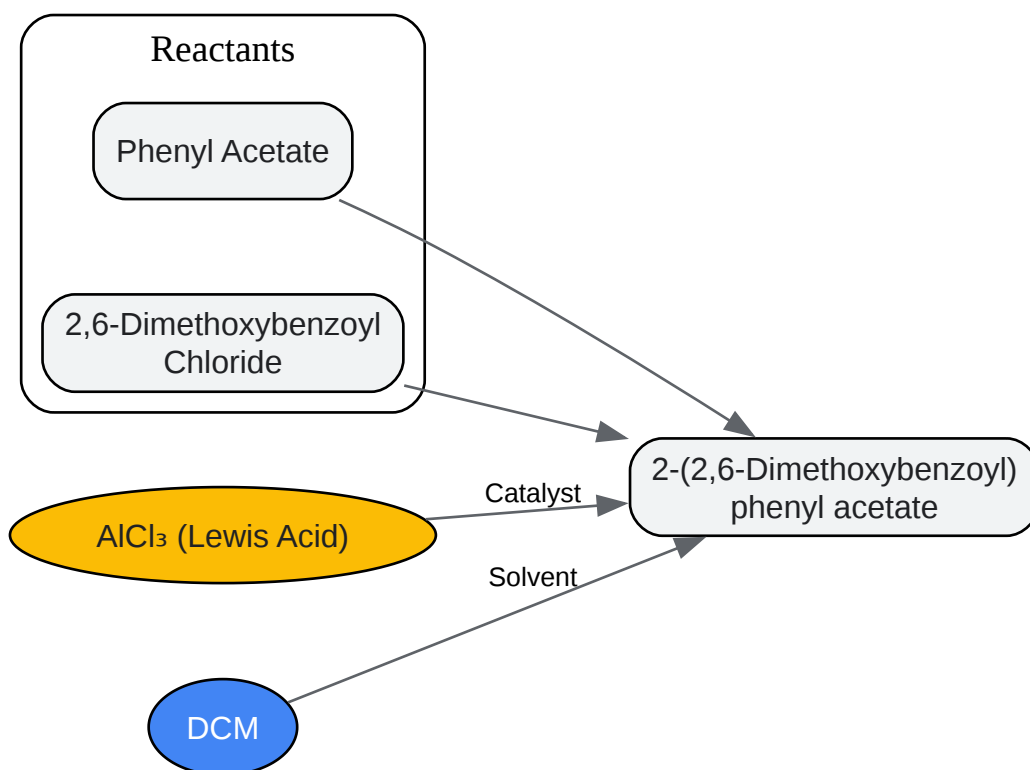 Reactants
Phenyl Acetate
2,6-Dimethoxybenzoyl
Chloride
2-(2,6-Dimethoxybenzoyl)
phenyl acetate
Catalyst
AlCl₃ (Lewis Acid)
Solvent
DCM